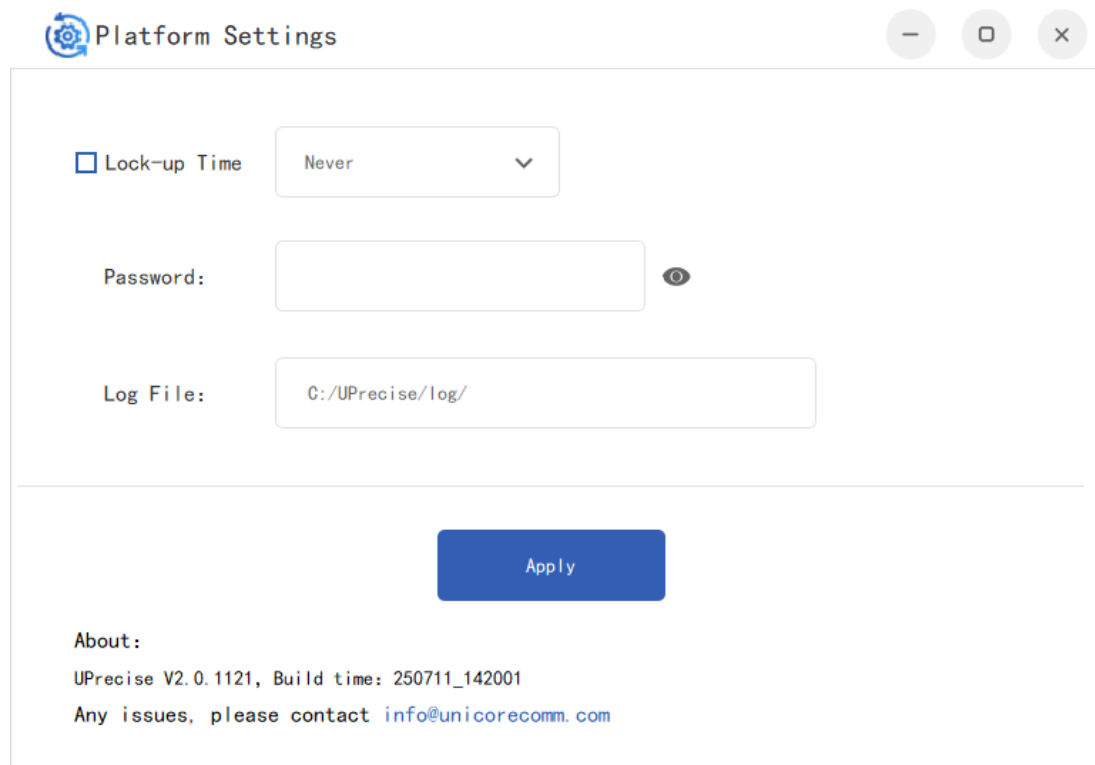 Platform Settings
Lock-up Time
Never
Password:
Log File:
C:/UPrecise/log/
Apply
About:
UPrecise V2.0.1121, Build time: 250711_142001
Any issues, please contact info@unicorecomm.com